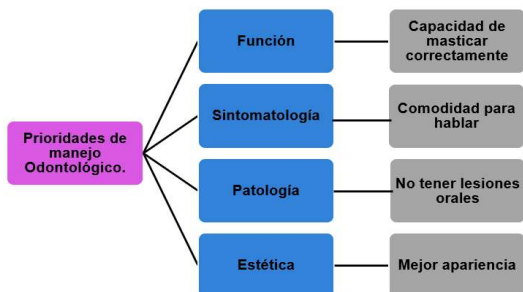 Prioridades de
manejo
Odontológico.
Función
Capacidad de
masticar
correctamente
Sintomatología
Comodidad para
hablar
Patología
No tener lesiones
orales
Estética
Mejor apariencia